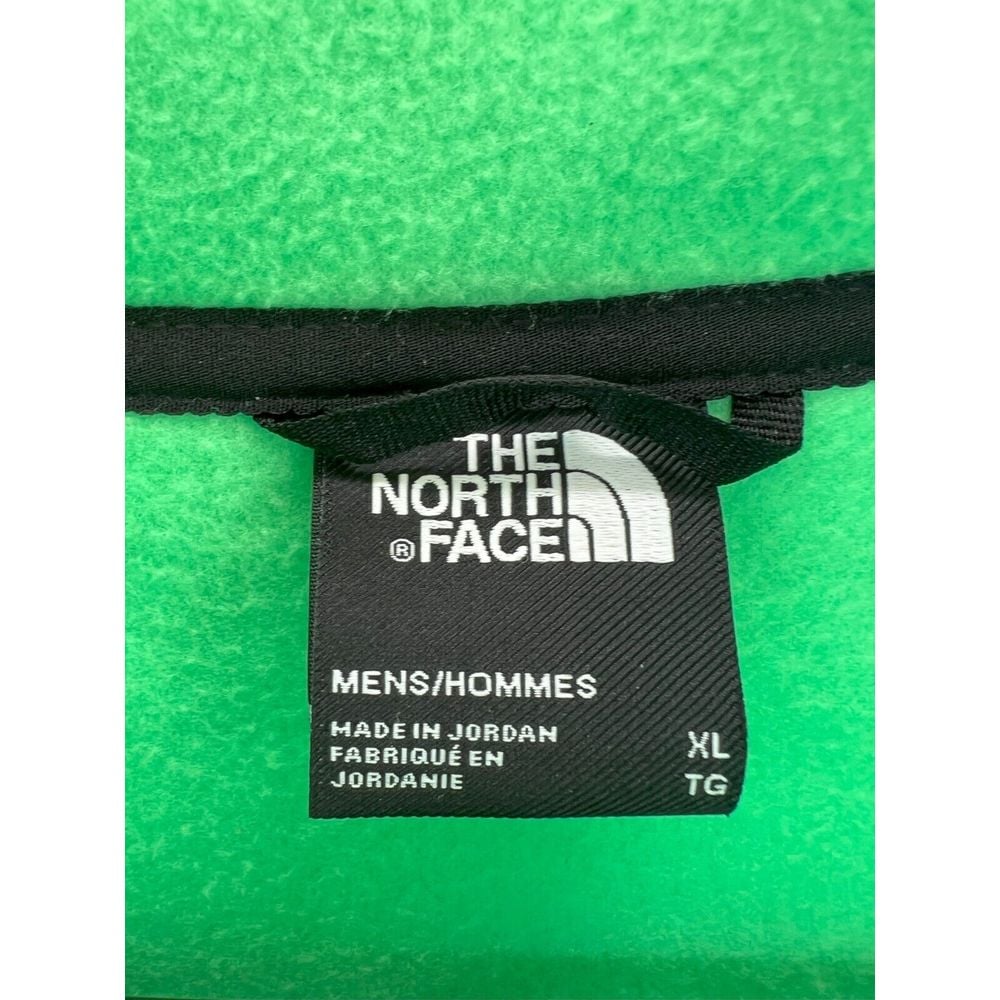 THE
NORTH
® FACE
MENS/HOMMES
MADE IN JORDAN
FABRIQUÉ EN
JORDANIE
XL
TG